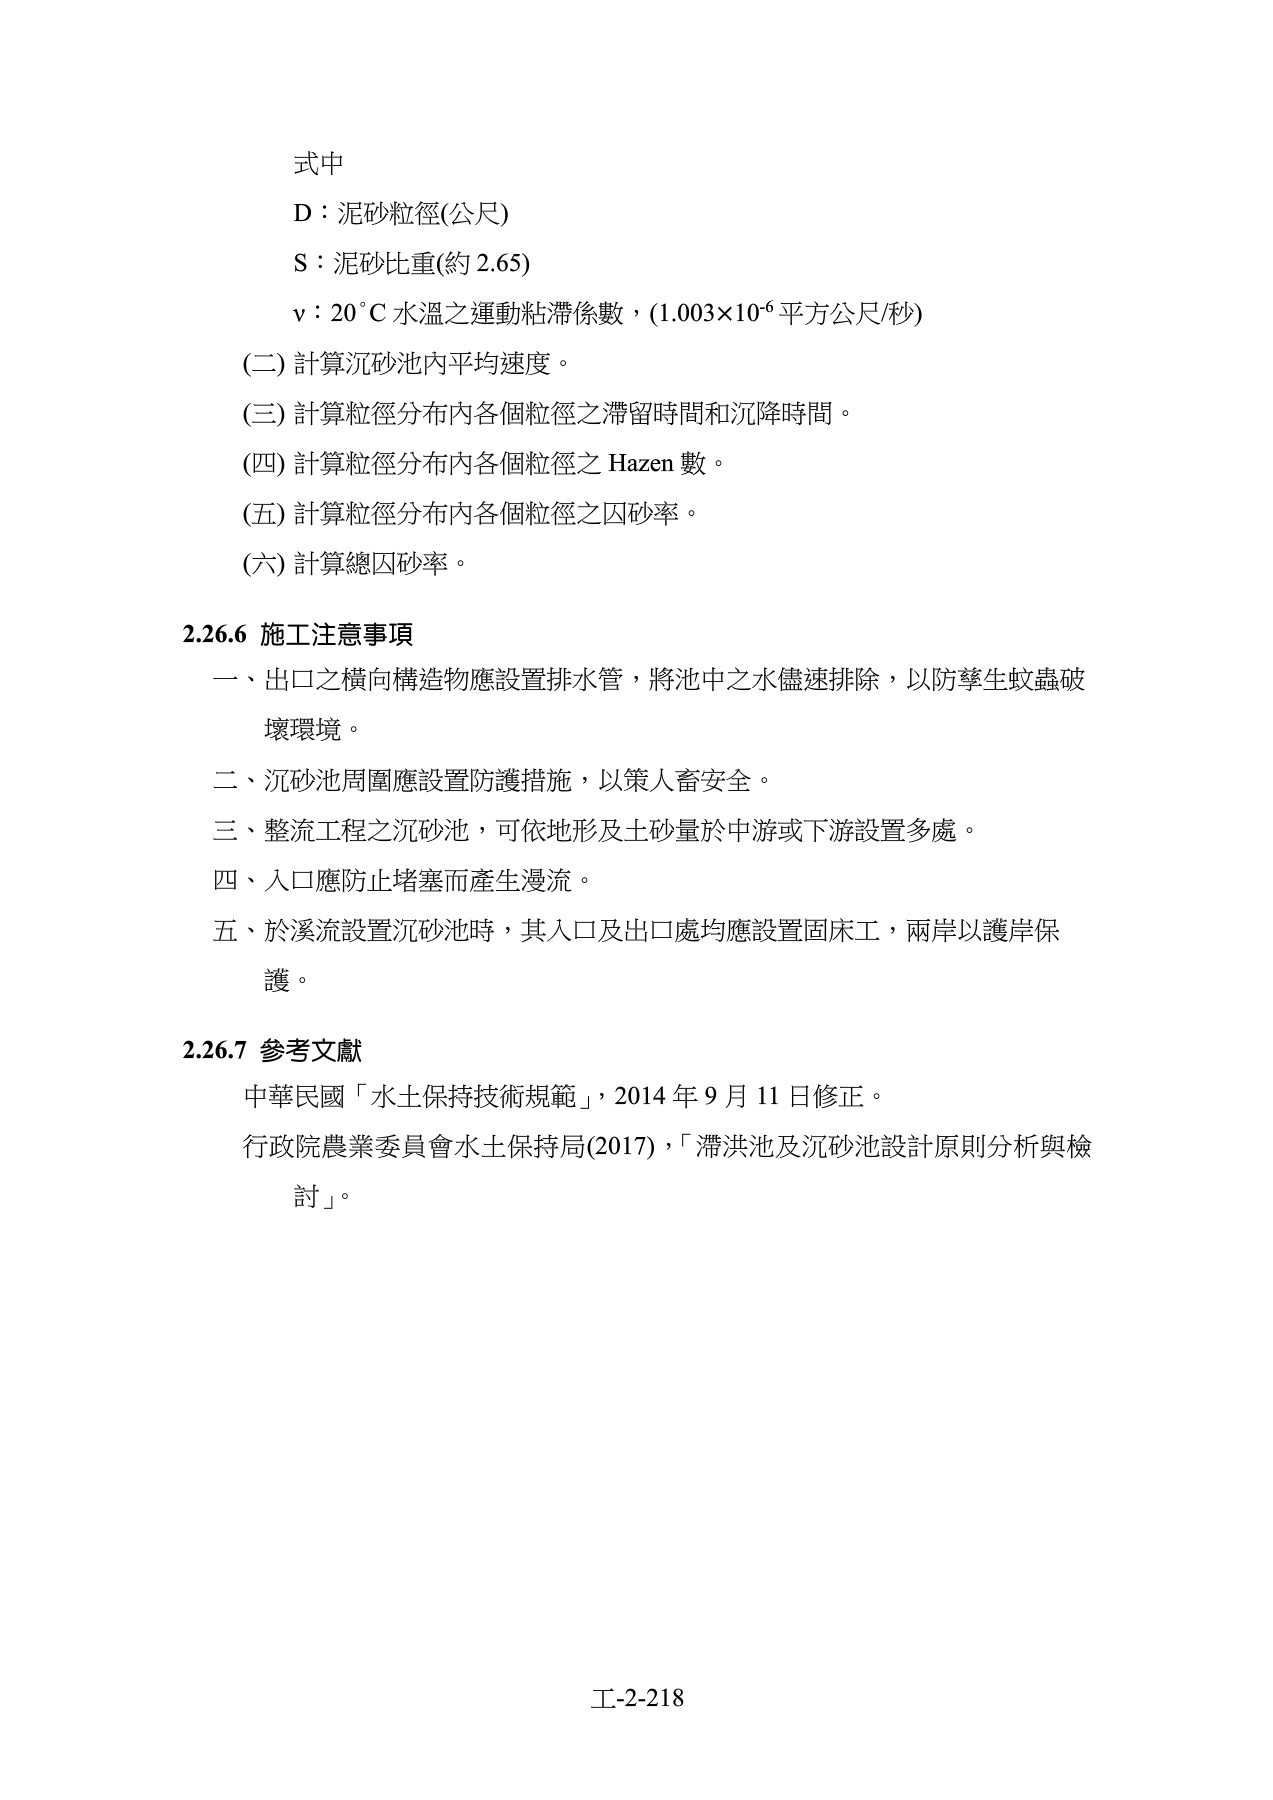 式中
D：泥砂粒徑(公尺)
S：泥砂比重(約 2.65)
ν：20°C 水溫之運動粘滯係數，(1.003×10⁻⁶ 平方公尺/秒)
(二) 計算沉砂池內平均速度。
(三) 計算粒徑分布內各個粒徑之滯留時間和沉降時間。
(四) 計算粒徑分布內各個粒徑之 Hazen 數。
(五) 計算粒徑分布內各個粒徑之囚砂率。
(六) 計算總囚砂率。
2.26.6 施工注意事項
一、出口之橫向構造物應設置排水管，將池中之水儘速排除，以防孳生蚊蟲破
壞環境。
二、沉砂池周圍應設置防護措施，以策人畜安全。
三、整流工程之沉砂池，可依地形及土砂量於中游或下游設置多處。
四、入口應防止堵塞而產生漫流。
五、於溪流設置沉砂池時，其入口及出口處均應設置固床工，兩岸以護岸保
護。
2.26.7 參考文獻
中華民國「水土保持技術規範」，2014 年 9 月 11 日修正。
行政院農業委員會水土保持局(2017)，「滯洪池及沉砂池設計原則分析與檢
討」。
工-2-218